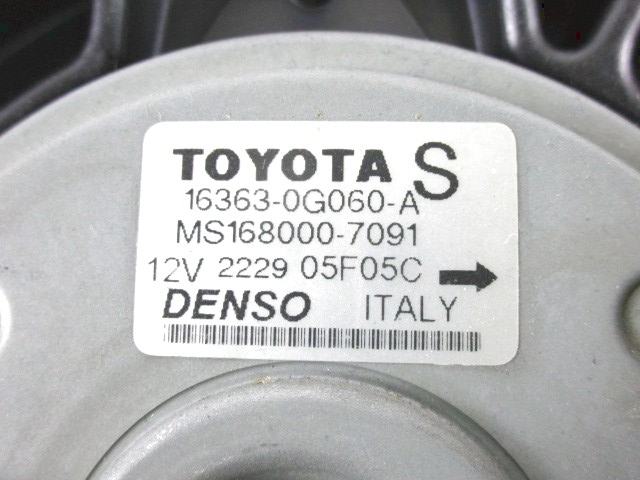 TOYOTA S
16363-0G060-A
MS168000-7091
12V 2229 05F05C
DENSO ITALY